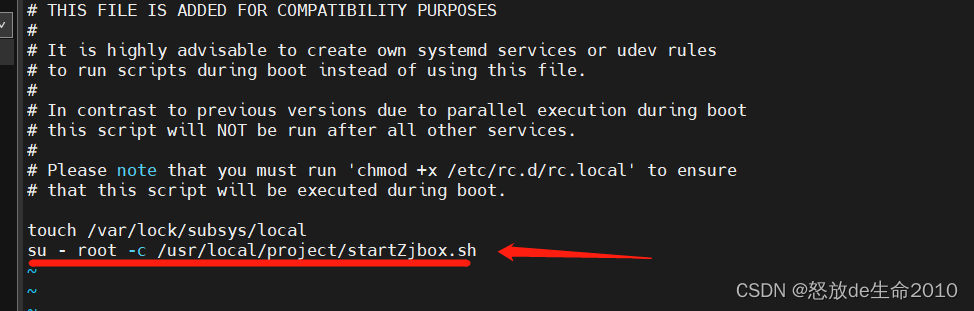 # THIS FILE IS ADDED FOR COMPATIBILITY PURPOSES
#
# It is highly advisable to create own systemd services or udev rules
# to run scripts during boot instead of using this file.
#
# In contrast to previous versions due to parallel execution during boot
# this script will NOT be run after all other services.
#
# Please note that you must run 'chmod +x /etc/rc.d/rc.local' to ensure
# that this script will be executed during boot.
touch /var/lock/subsys/local
su - root -c /usr/local/project/startZjbox.sh
~
~
~
CSDN @怒放de生命2010